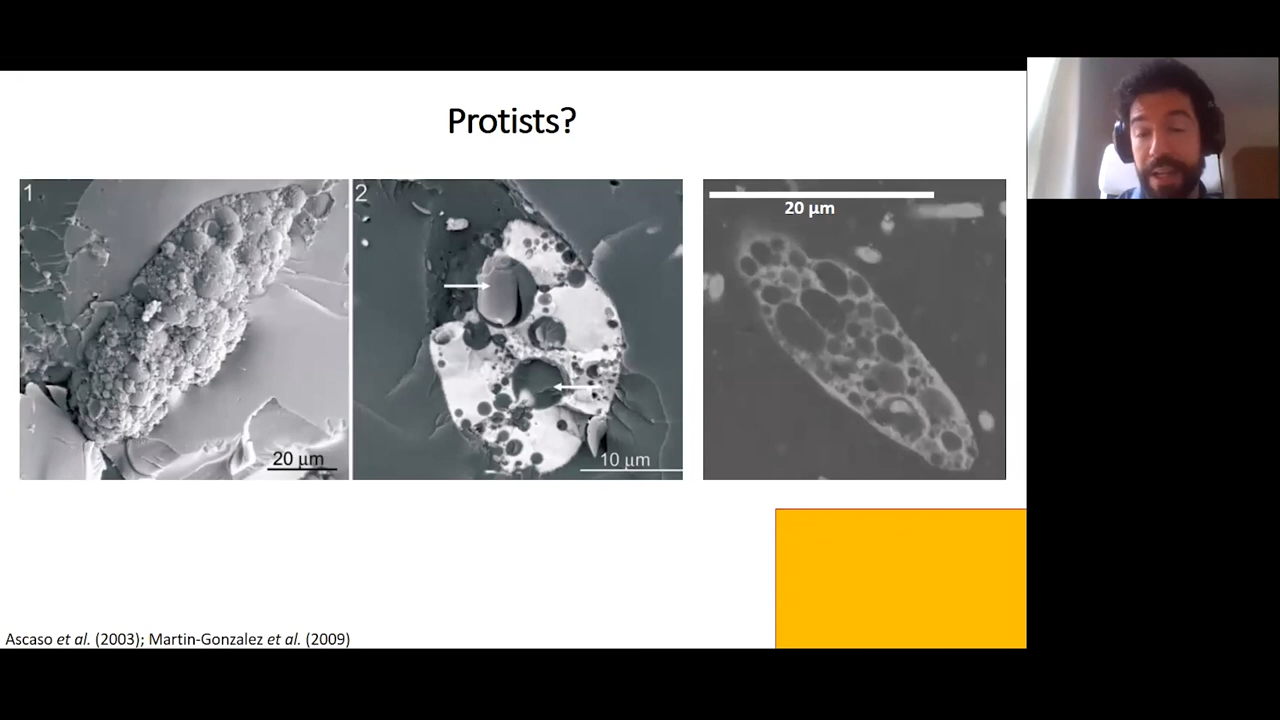 Protists?
1
2
20 µm
20 µm
10 µm
Ascaso et al. (2003); Martin-Gonzalez et al. (2009)